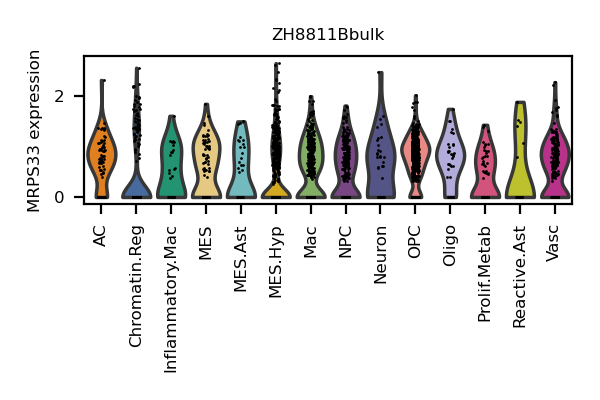 ZH8811Bbulk
MRPS33 expression
2
0
AC
Chromatin.Reg
Inflammatory.Mac
MES
MES.Ast
MES.Hyp
Mac
NPC
Neuron
OPC
Oligo
Prolif.Metab
Reactive.Ast
Vasc